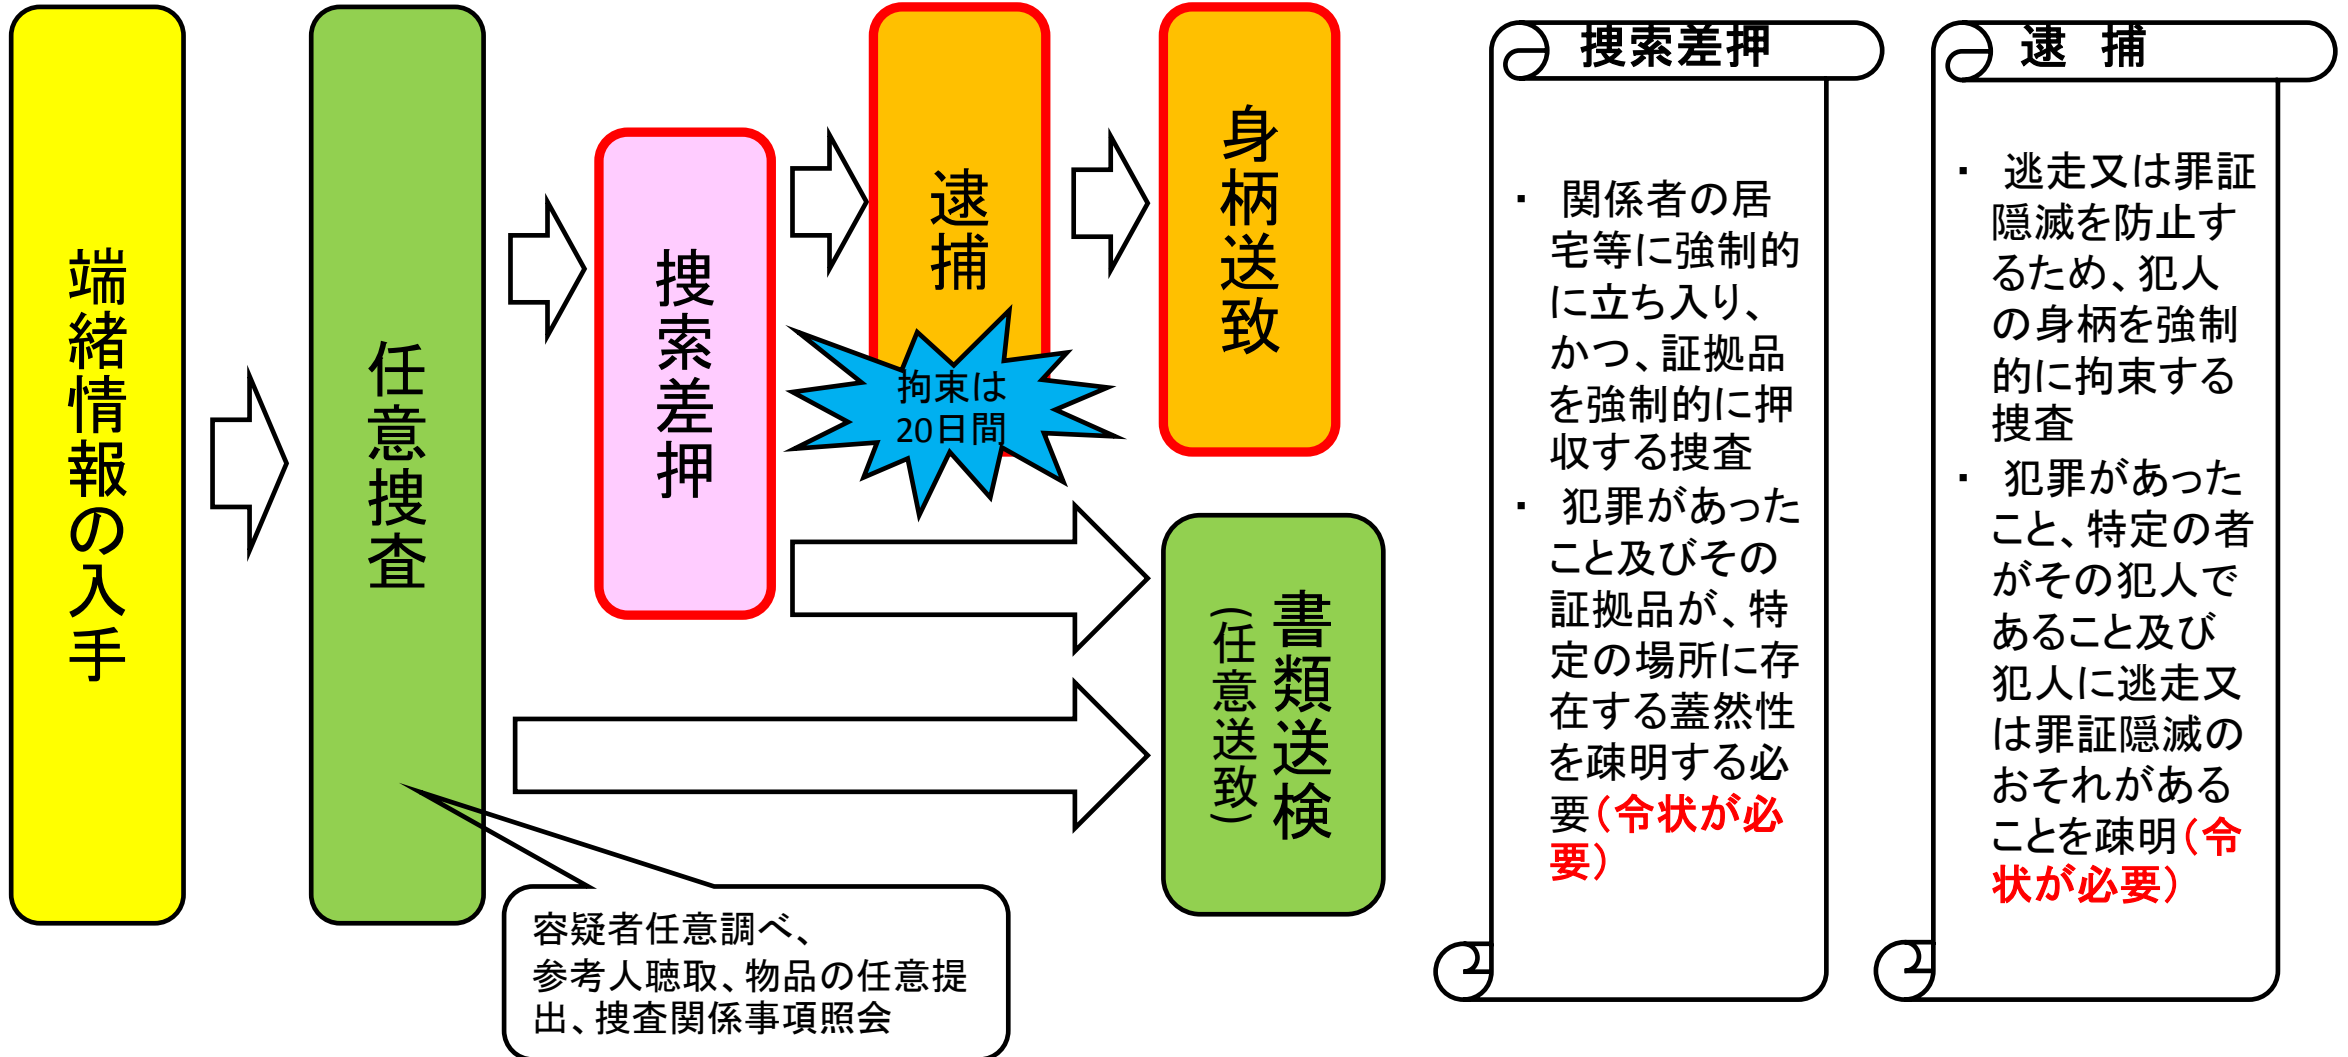 端緒情報の入手
任意捜査
捜索差押
逮捕
身柄送致
拘束は
20日間
書類送検
(任意送致)
容疑者任意調べ、
参考人聴取、物品の任意提
出、捜査関係事項照会
捜索差押
・ 関係者の居
宅等に強制的
に立ち入り、
かつ、証拠品
を強制的に押
収する捜査
・ 犯罪があった
こと及びその
証拠品が、特
定の場所に存
在する蓋然性
を疎明する必
要(令状が必
要)
逮 捕
・ 逃走又は罪証
隠滅を防止す
るため、犯人
の身柄を強制
的に拘束する
捜査
・ 犯罪があった
こと、特定の者
がその犯人で
あること及び
犯人に逃走又
は罪証隠滅の
おそれがある
ことを疎明(令
状が必要)